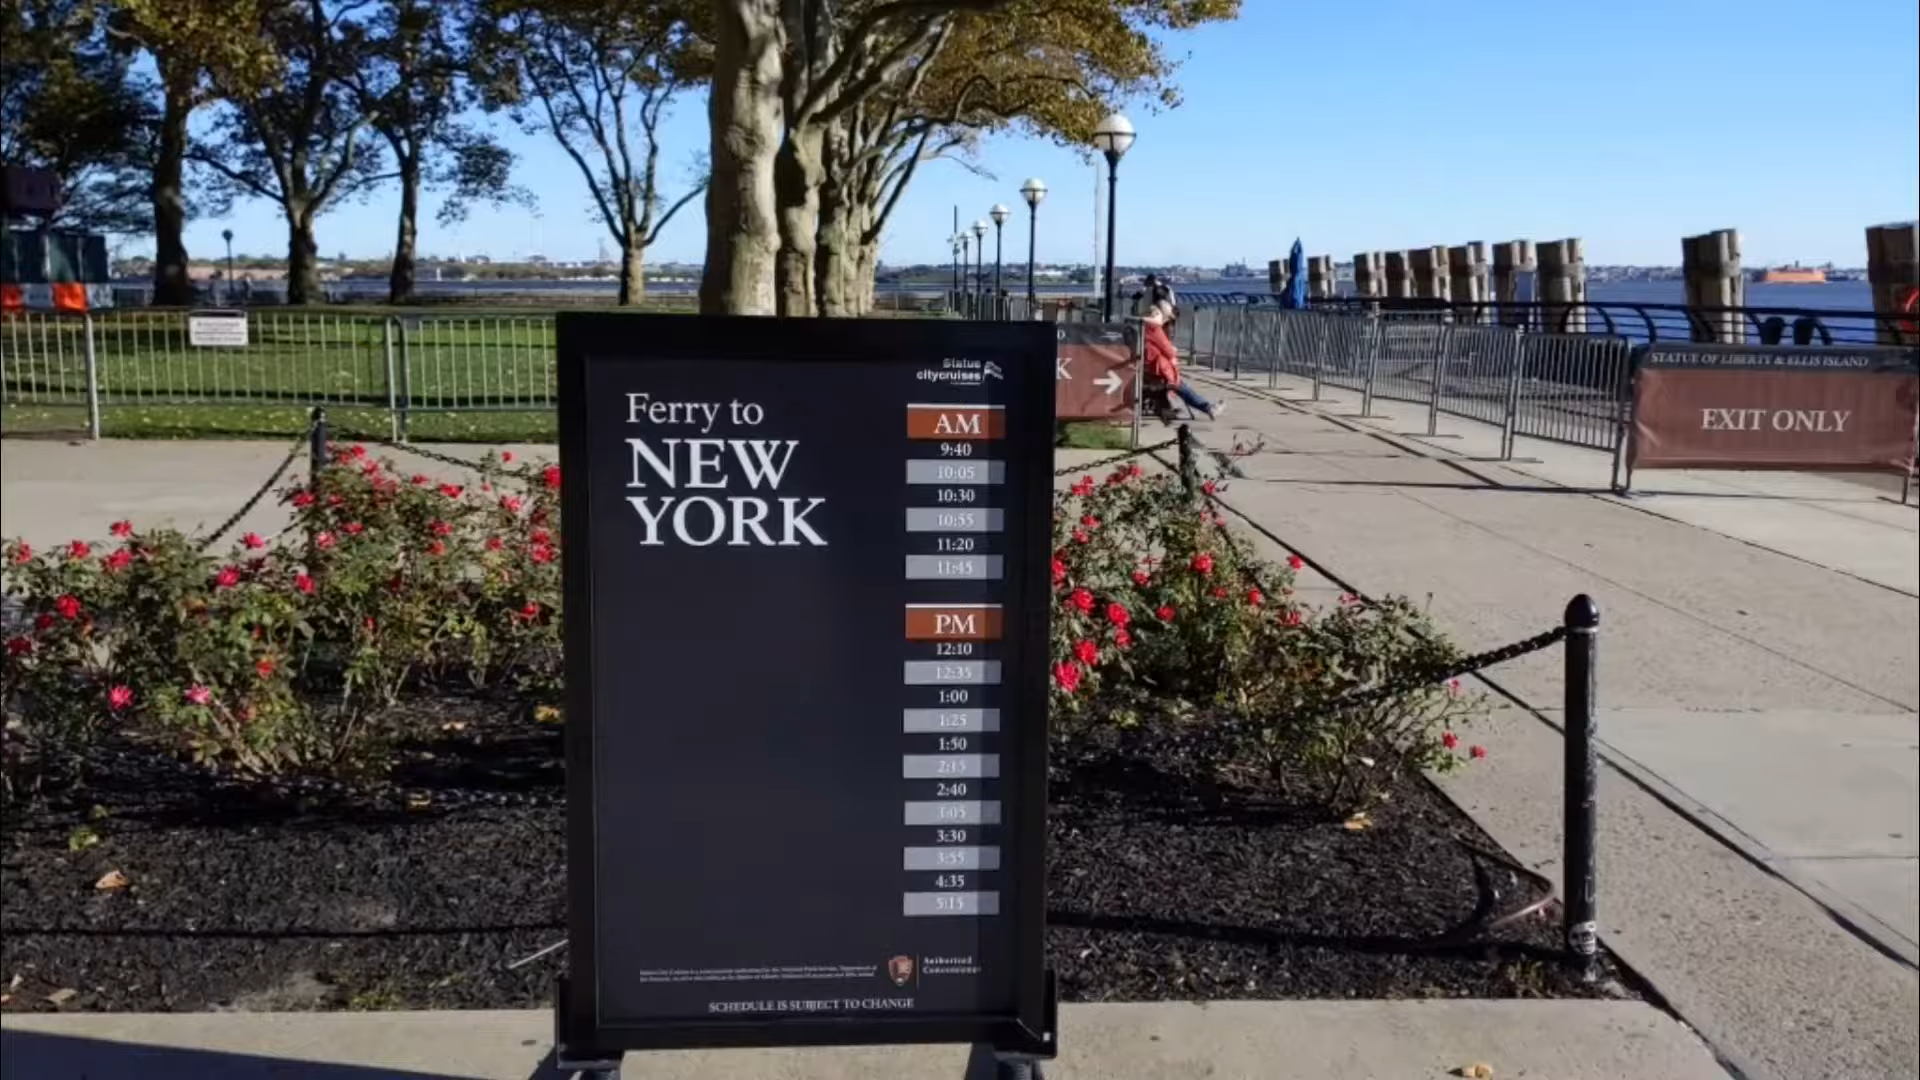 Statue
citycruises
Ferry to
NEW
YORK
AM
9:40
10:05
10:30
10:55
11:20
11:45
PM
12:10
12:35
1:00
1:25
1:50
2:15
2:40
3:05
3:30
3:55
4:35
5:15
Authorized
Concessioner
SCHEDULE IS SUBJECT TO CHANGE
K
STATUE OF LIBERTY & ELLIS ISLAND
EXIT ONLY